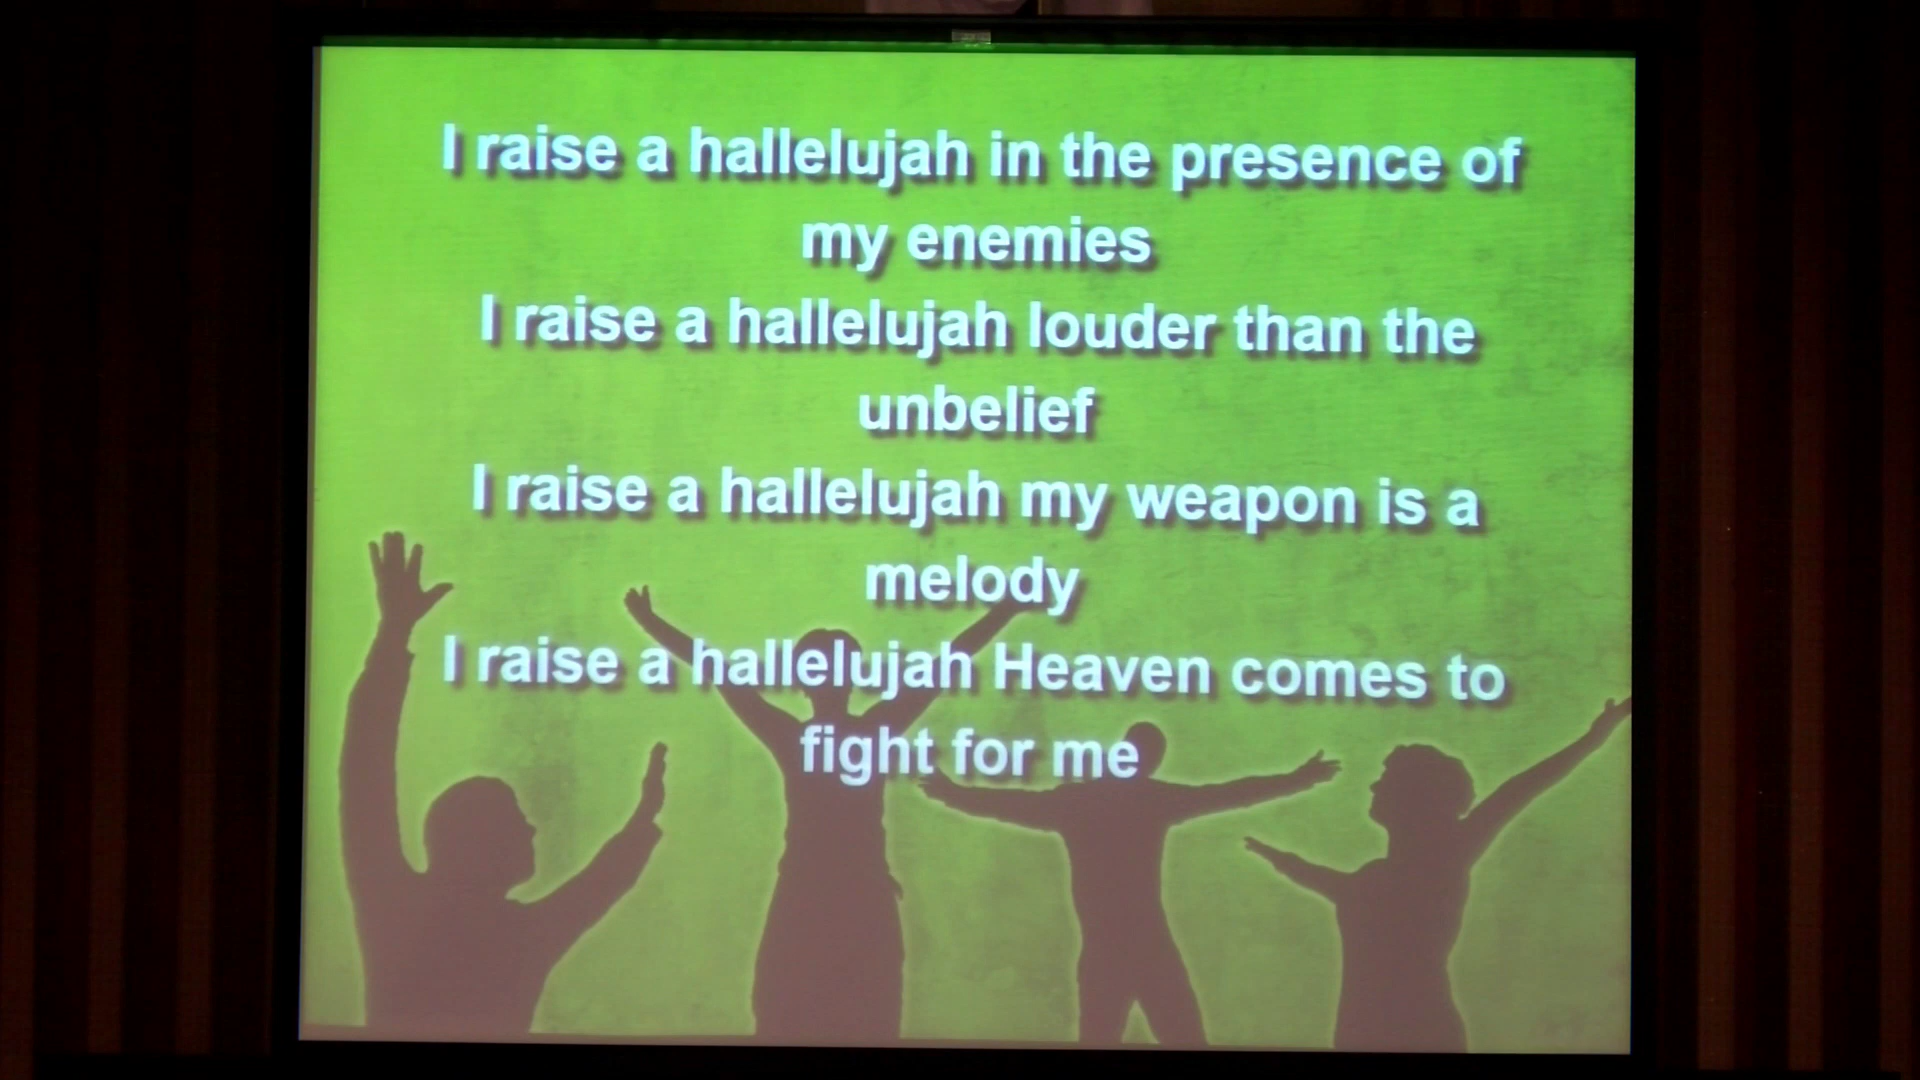 I raise a hallelujah in the presence of
my enemies
I raise a hallelujah louder than the
unbelief
I raise a hallelujah my weapon is a
melody
I raise a hallelujah Heaven comes to
fight for me